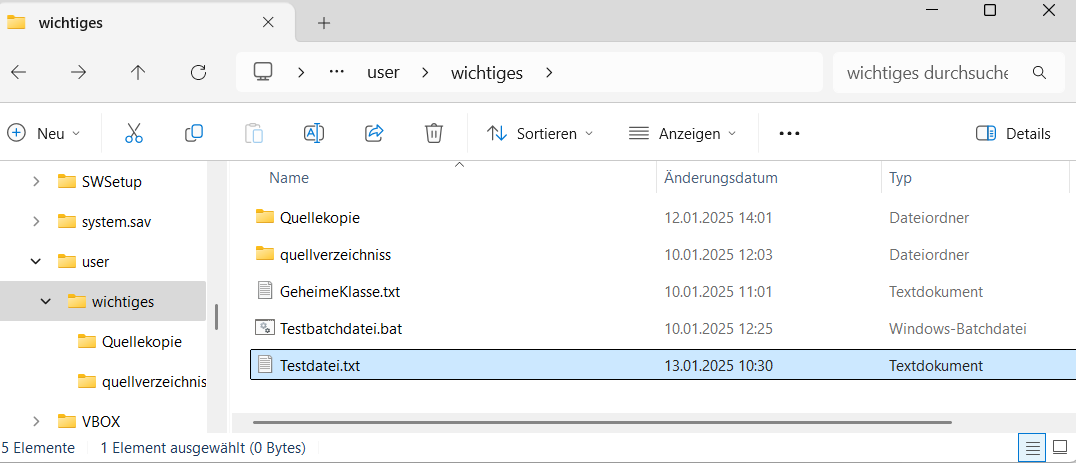 wichtiges
user wichtiges wichtiges durchsuche
Neu Sortieren Anzeigen Details
SWSetup
system.sav
user
wichtiges
Quellekopie
quellverzeichnis
VBOX
Name Änderungsdatum Typ
Quellekopie 12.01.2025 14:01 Dateiordner
quellverzeichniss 10.01.2025 12:03 Dateiordner
GeheimeKlasse.txt 10.01.2025 11:01 Textdokument
Testbatchdatei.bat 10.01.2025 12:25 Windows-Batchdatei
Testdatei.txt 13.01.2025 10:30 Textdokument
5 Elemente 1 Element ausgewählt (0 Bytes)